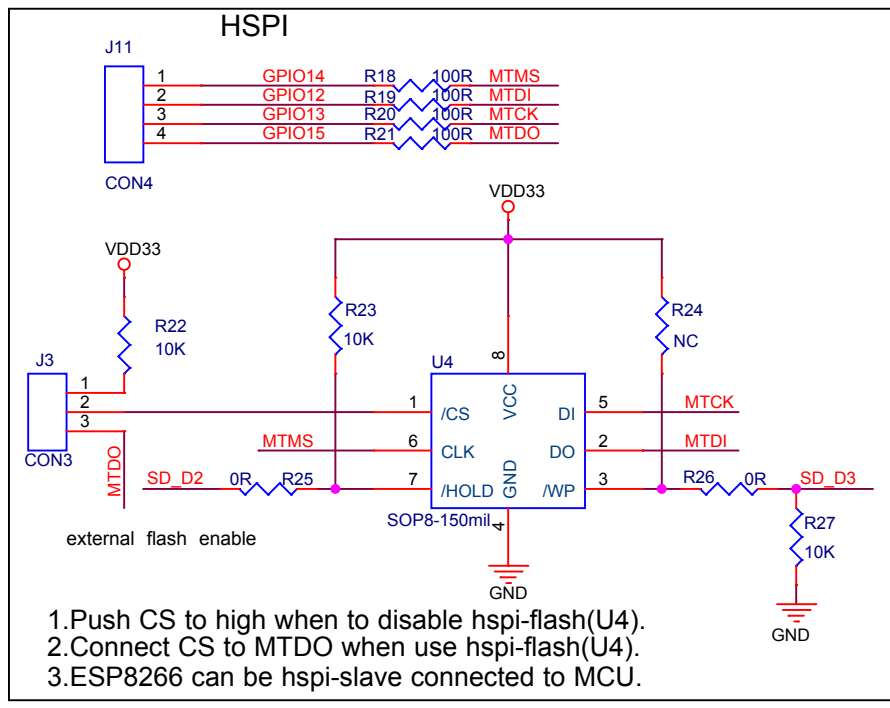 HSPI
J11
1 GPIO14 R18 100R MTMS
2 GPIO12 R19 100R MTDI
3 GPIO13 R20 100R MTCK
4 GPIO15 R21 100R MTDO
CON4
VDD33
VDD33
R22
10K
R23
10K
R24
NC
J3
1
2
3
CON3
MTDO
U4
8
VCC
1 /CS
DI 5 MTCK
MTMS 6 CLK
DO 2 MTDI
SD_D2 0R R25 7 /HOLD
GND
/WP 3 R26 0R SD_D3
SOP8-150mil
4
R27
10K
GND
GND
external flash enable
1.Push CS to high when to disable hspi-flash(U4).
2.Connect CS to MTDO when use hspi-flash(U4).
3.ESP8266 can be hspi-slave connected to MCU.